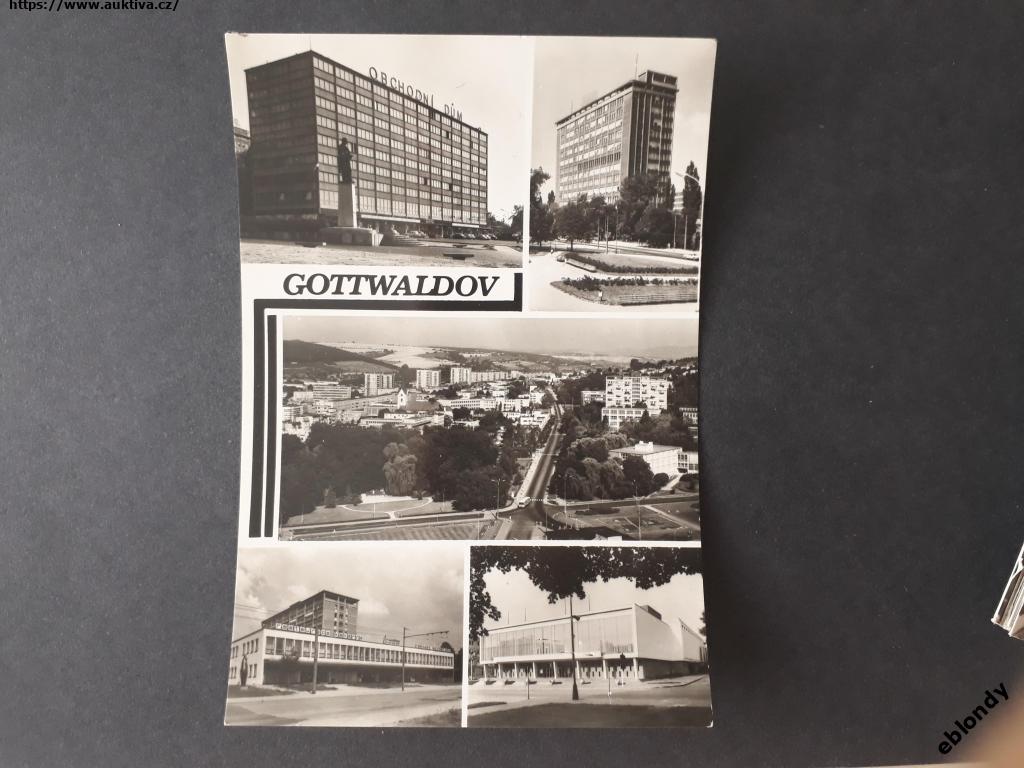 https://www.auktiva.cz/
OBCHODNÍ DŮM
GOTTWALDOV
eblondy